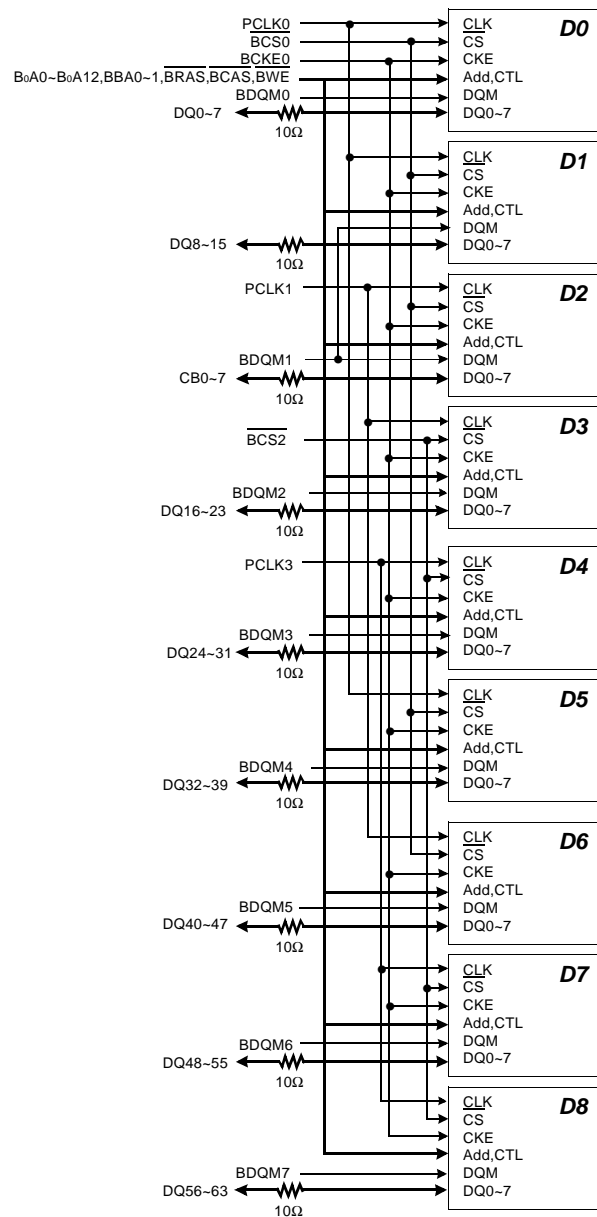 PCLK0 CLK D0
BCS0 CS
BCKE0 CKE
B0A0~B0A12,BBA0~1,BRAS,BCAS,BWE Add,CTL
BDQM0 DQM
DQ0~7 DQ0~7
10Ω
CLK D1
CS
CKE
Add,CTL
DQM
DQ8~15 DQ0~7
10Ω
PCLK1 CLK D2
CS
CKE
Add,CTL
BDQM1 DQM
CB0~7 DQ0~7
10Ω
CLK D3
BCS2 CS
CKE
Add,CTL
BDQM2 DQM
DQ16~23 DQ0~7
10Ω
PCLK3 CLK D4
CS
CKE
Add,CTL
BDQM3 DQM
DQ24~31 DQ0~7
10Ω
CLK D5
CS
CKE
Add,CTL
BDQM4 DQM
DQ32~39 DQ0~7
10Ω
CLK D6
CS
CKE
Add,CTL
BDQM5 DQM
DQ40~47 DQ0~7
10Ω
CLK D7
CS
CKE
Add,CTL
BDQM6 DQM
DQ48~55 DQ0~7
10Ω
CLK D8
CS
CKE
Add,CTL
BDQM7 DQM
DQ56~63 DQ0~7
10Ω